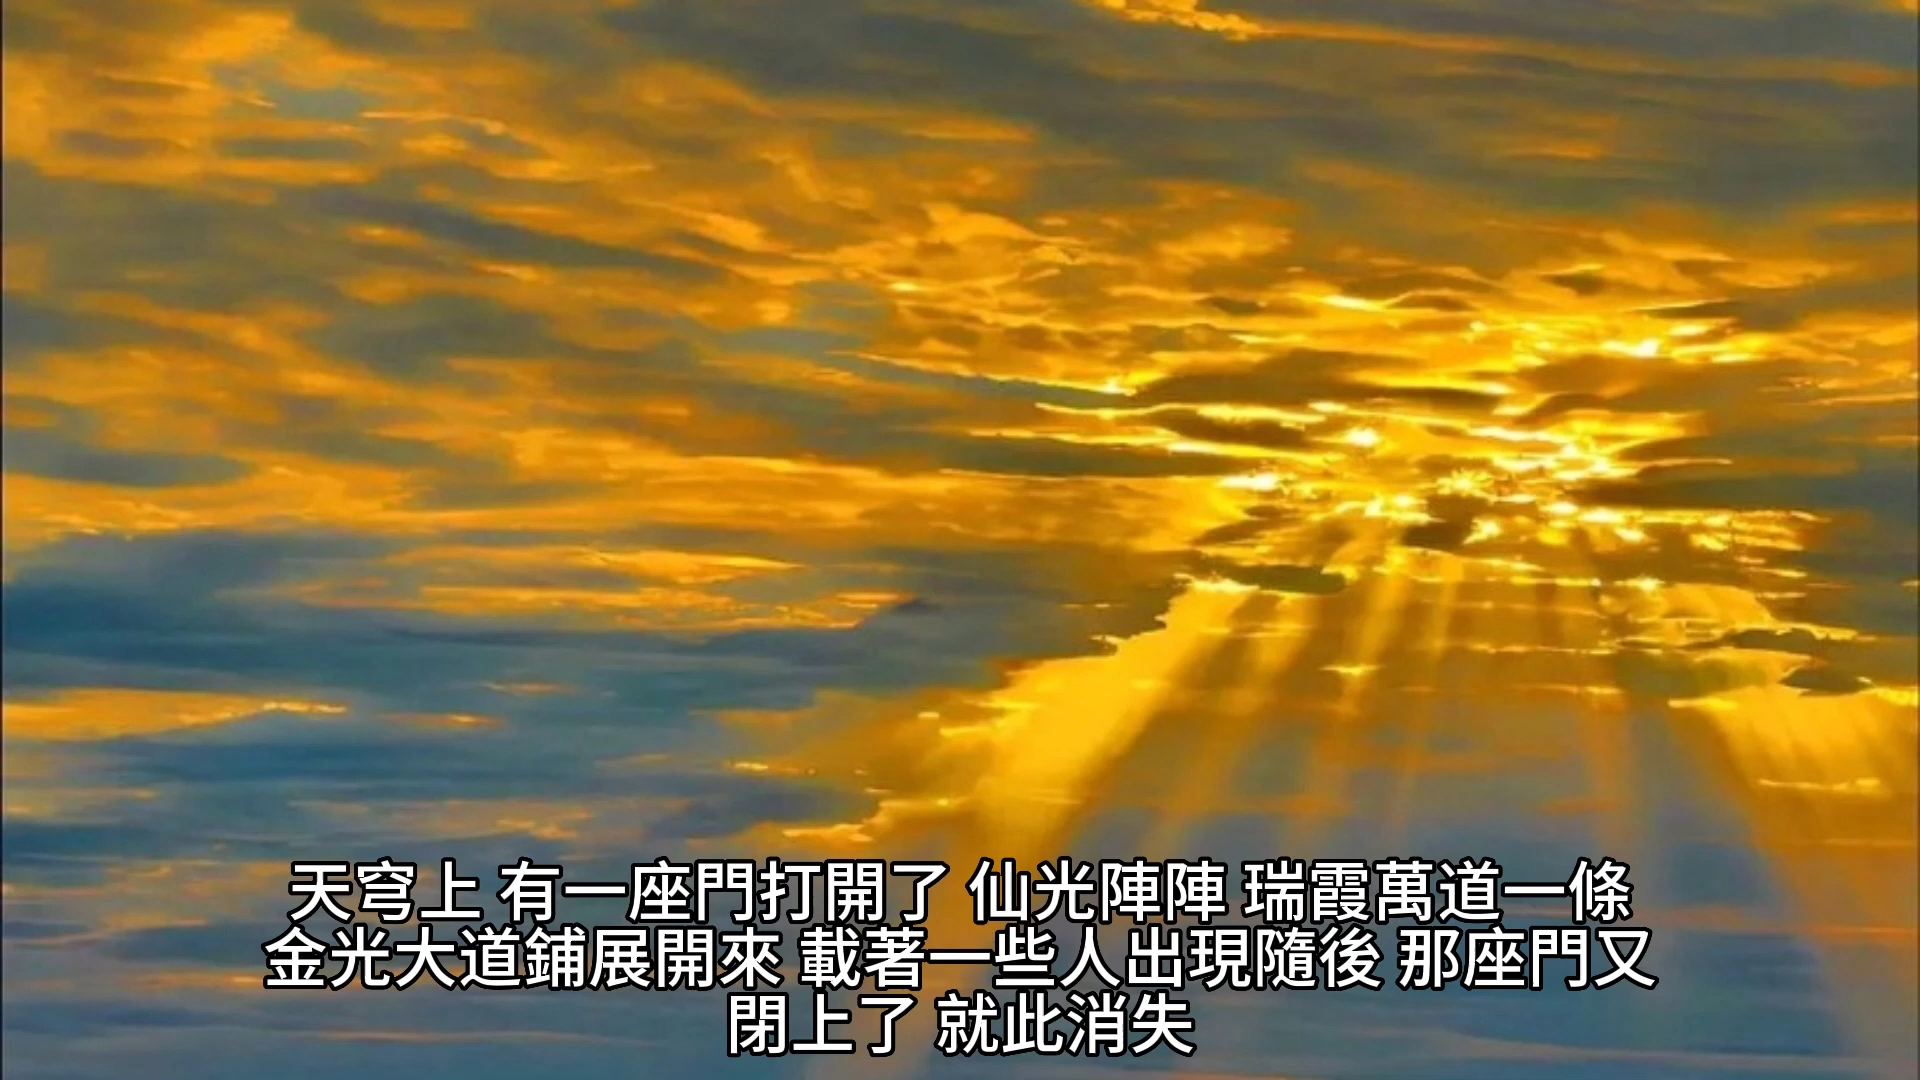 天穹上 有一座門打開了 仙光陣陣 瑞霞萬道一條
金光大道鋪展開來 載著一些人出現隨後 那座門又
閉上了 就此消失